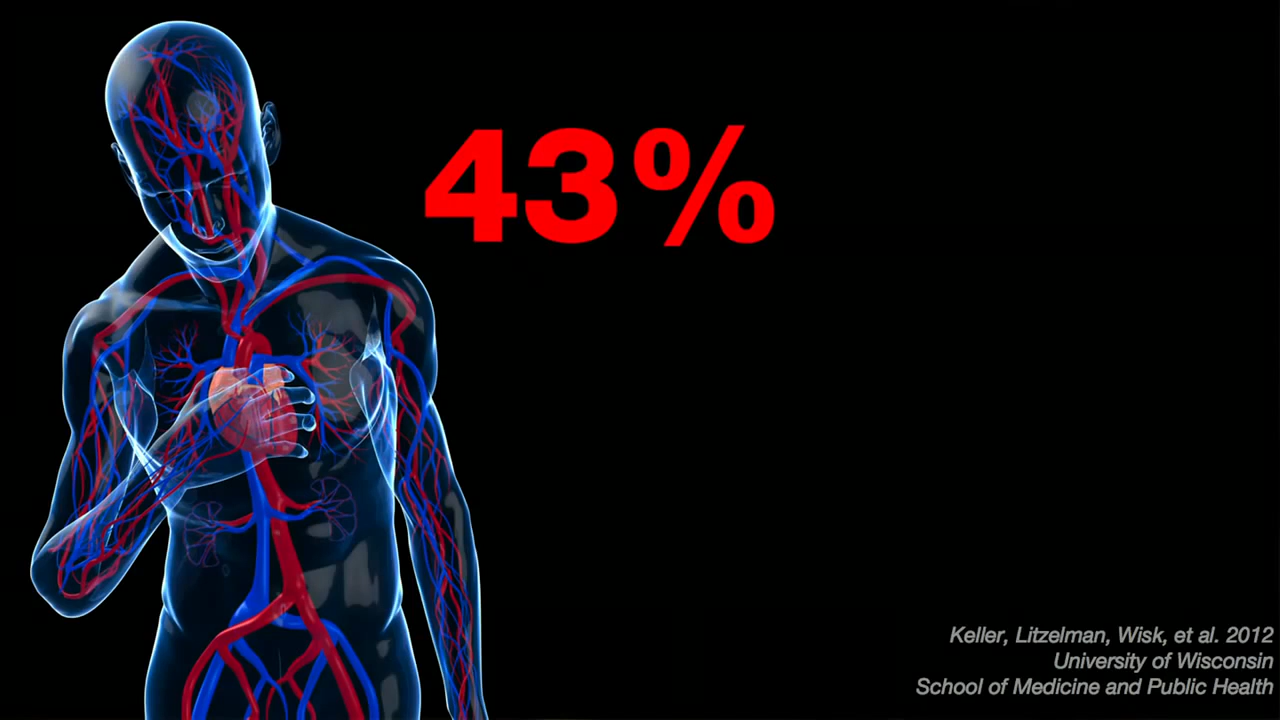 43%
Keller, Litzelman, Wisk, et al. 2012
University of Wisconsin
School of Medicine and Public Health